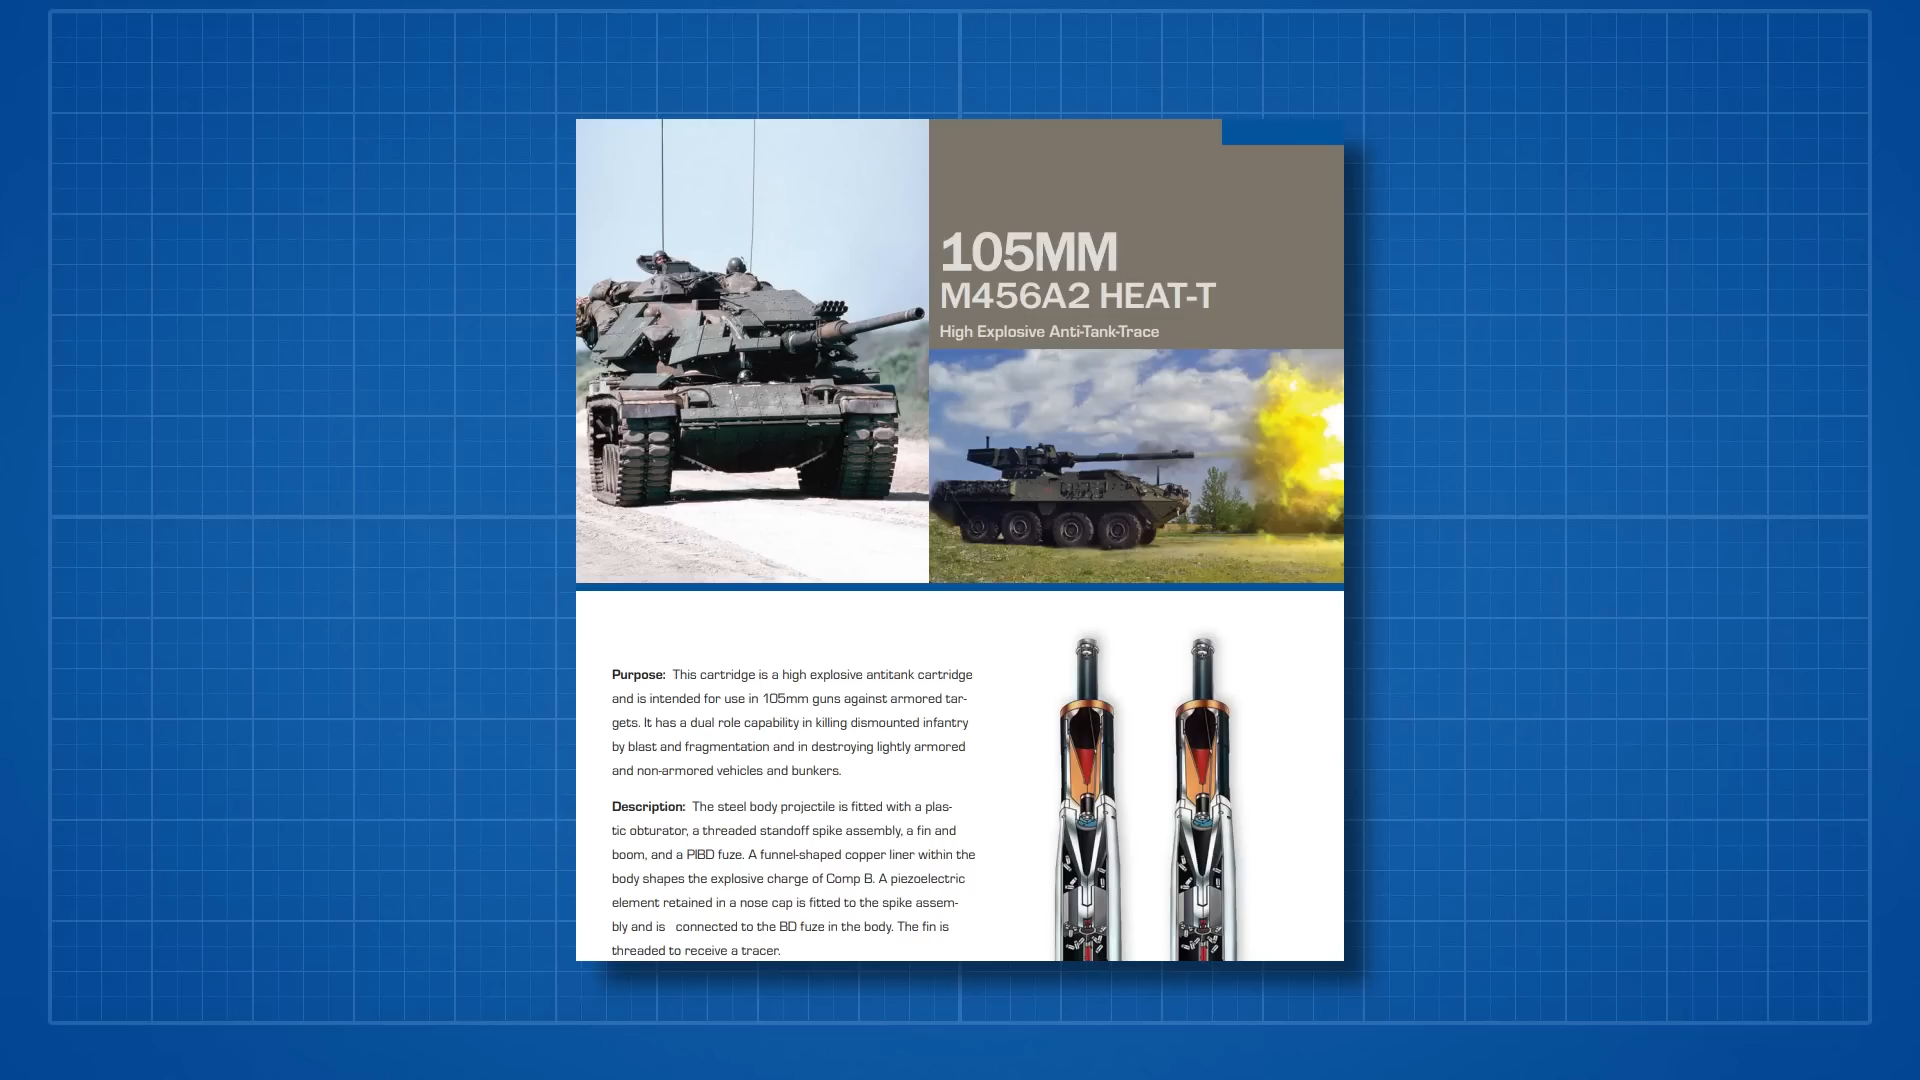 105MM
M456A2 HEAT-T
High Explosive Anti-Tank-Trace
Purpose: This cartridge is a high explosive antitank cartridge
and is intended for use in 105mm guns against armored tar-
gets. It has a dual role capability in killing dismounted infantry
by blast and fragmentation and in destroying lightly armored
and non-armored vehicles and bunkers.
Description: The steel body projectile is fitted with a plas-
tic obturator, a threaded standoff spike assembly, a fin and
boom, and a PIBD fuze. A funnel-shaped copper liner within the
body shapes the explosive charge of Comp B. A piezoelectric
element retained in a nose cap is fitted to the spike assem-
bly and is connected to the BD fuze in the body. The fin is
threaded to receive a tracer.